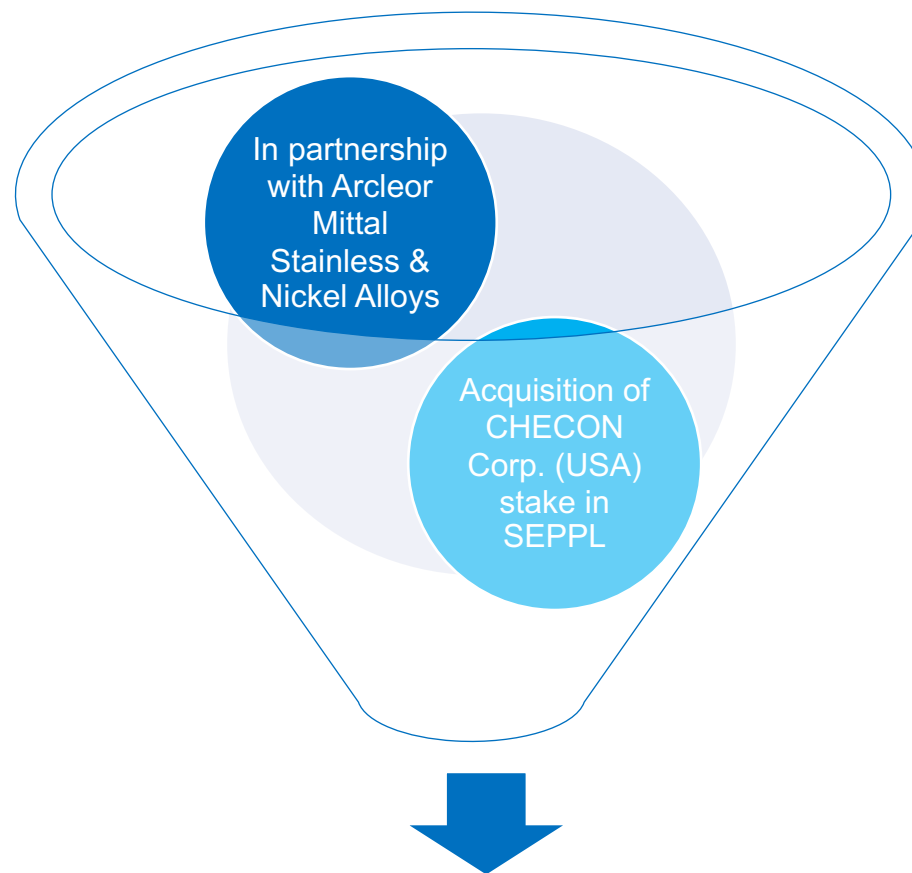 In partnership
with Arcleor
Mittal
Stainless &
Nickel Alloys
Acquisition of
CHECON
Corp. (USA)
stake in
SEPPL